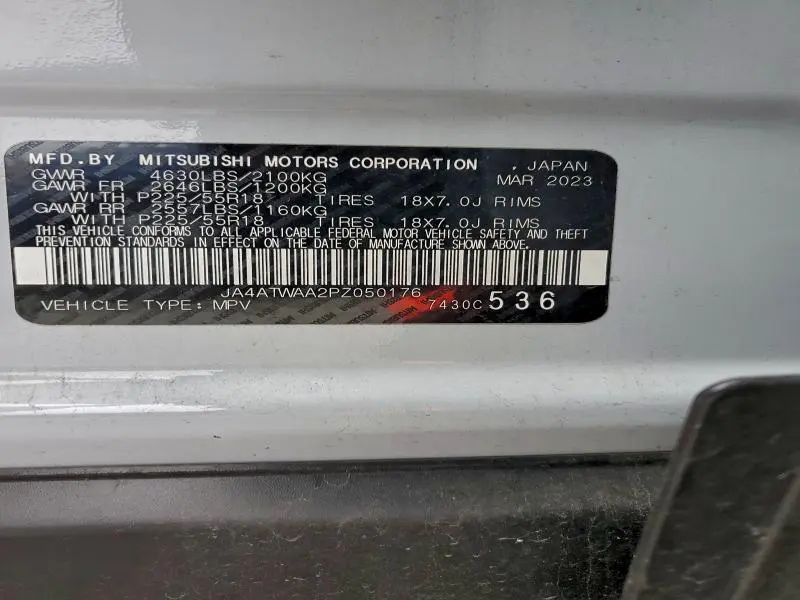 MFD.BY MITSUBISHI MOTORS CORPORATION , JAPAN
GVWR 4630LBS/2100KG MAR 2023
GAWR FR 2646LBS/1200KG
WITH P225/55R18 TIRES 18X7.0J RIMS
GAWR RR 2557LBS/1160KG
WITH P225/55R18 TIRES 18X7.0J RIMS
THIS VEHICLE CONFORMS TO ALL APPLICABLE FEDERAL MOTOR VEHICLE SAFETY AND THEFT
PREVENTION STANDARDS IN EFFECT ON THE DATE OF MANUFACTURE SHOWN ABOVE.
JA4ATWAA2PZ050176
VEHICLE TYPE: MPV 7430C 536